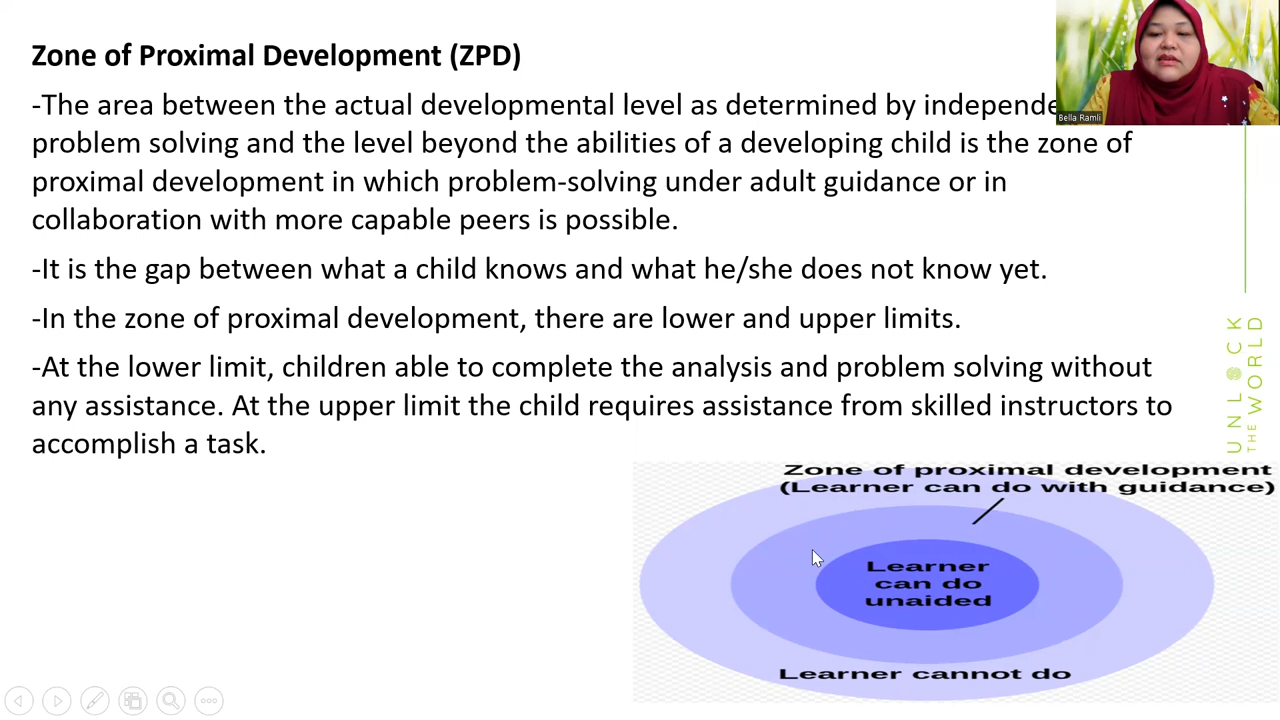 Zone of Proximal Development (ZPD)
-The area between the actual developmental level as determined by
problem solving and the level beyond the abilities of a developing child is the zone of
proximal development in which problem-solving under adult guidance or in
collaboration with more capable peers is possible.
-It is the gap between what a child knows and what he/she does not know yet.
-In the zone of proximal development, there are lower and upper limits.
-At the lower limit, children able to complete the analysis and problem solving without
any assistance. At the upper limit the child requires assistance from skilled instructors to
accomplish a task.
Zone of proximal development
(Learner can do with guidance)
Learner
can do
unaided
Learner cannot do
Bella Ramli
UNLOCK
THE WORLD